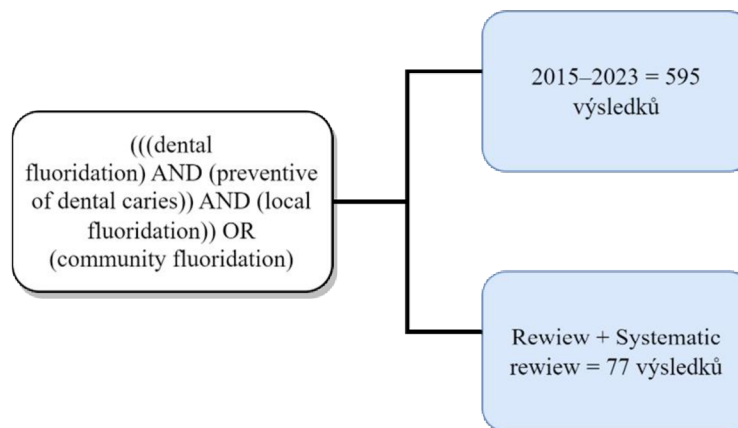 (((dental
fluoridation) AND (preventive
of dental caries)) AND (local
fluoridation)) OR
(community fluoridation)
2015–2023 = 595
výsledků
Rewiew + Systematic
rewiew = 77 výsledků